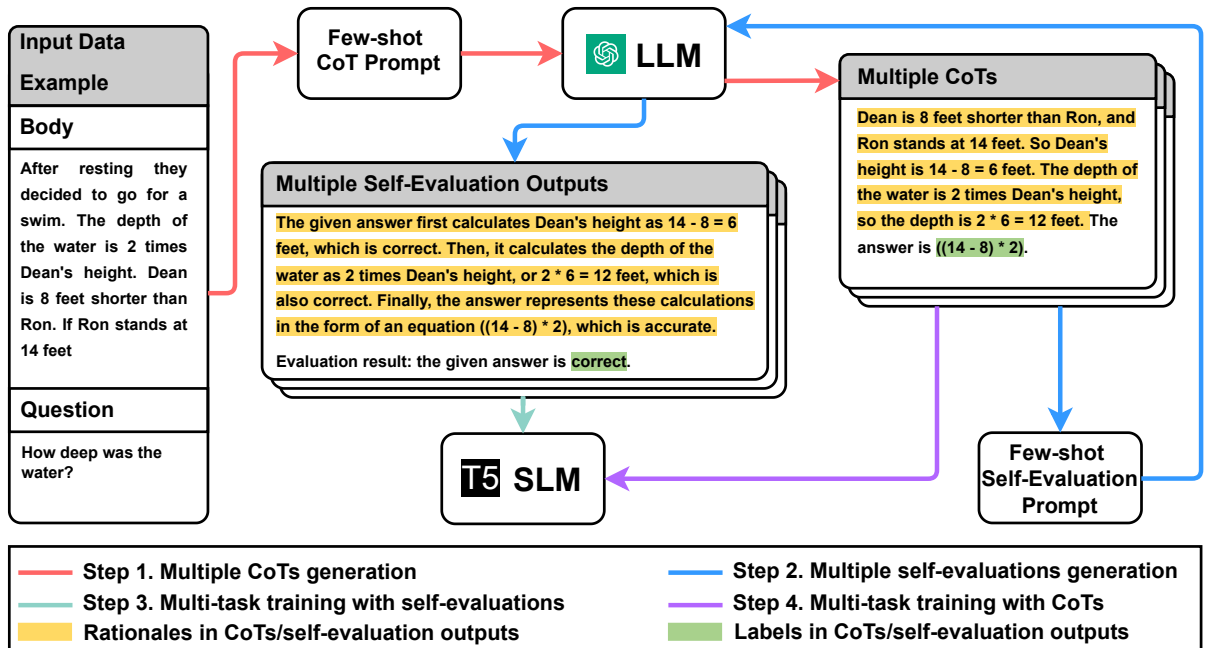 Input Data
Example
Body
After resting they
decided to go for a
swim. The depth of
the water is 2 times
Dean's height. Dean
is 8 feet shorter than
Ron. If Ron stands at
14 feet
Question
How deep was the
water?
Few-shot
CoT Prompt
LLM
Multiple CoTs
Dean is 8 feet shorter than Ron, and
Ron stands at 14 feet. So Dean's
height is 14 - 8 = 6 feet. The depth of
the water is 2 times Dean's height,
so the depth is 2 * 6 = 12 feet. The
answer is ((14 - 8) * 2).
Multiple Self-Evaluation Outputs
The given answer first calculates Dean's height as 14 - 8 = 6
feet, which is correct. Then, it calculates the depth of the
water as 2 times Dean's height, or 2 * 6 = 12 feet, which is
also correct. Finally, the answer represents these calculations
in the form of an equation ((14 - 8) * 2), which is accurate.
Evaluation result: the given answer is correct.
T5 SLM
Few-shot
Self-Evaluation
Prompt
Step 1. Multiple CoTs generation
Step 2. Multiple self-evaluations generation
Step 3. Multi-task training with self-evaluations
Step 4. Multi-task training with CoTs
Rationales in CoTs/self-evaluation outputs
Labels in CoTs/self-evaluation outputs